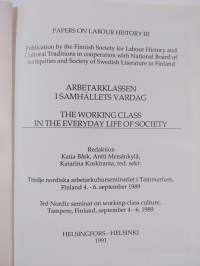 PAPERS ON LABOUR HISTORY III
Publication by the Finnish Society for Labour History and
Cultural Traditions in cooperation with National Board of
Antiquities and Society of Swedish Literature in Finland
ARBETARKLASSEN
I SAMHÄLLETS VARDAG
THE WORKING CLASS
IN THE EVERYDAY LIFE OF SOCIETY
Redaktion
Katia Båsk, Antti Metsänkylä,
Katarina Koskiranta, red. sekr.
Tredje nordiska arbetarkulturseminariet i Tammerfors,
Finland 4. - 6. september 1989
3rd Nordic seminar on working-class culture,
Tampere, Finland, september 4-6, 1989
HELSINGFORS - HELSINKI
1991